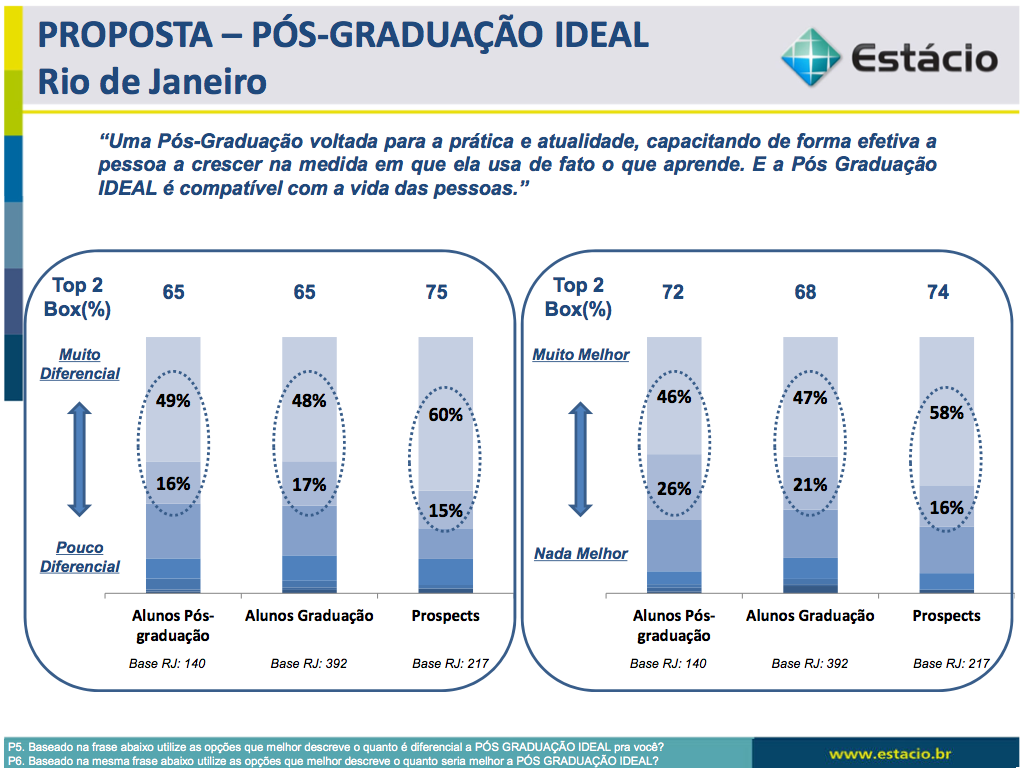 PROPOSTA – PÓS-GRADUAÇÃO IDEAL
Rio de Janeiro
Estácio
“Uma Pós-Graduação voltada para a prática e atualidade, capacitando de forma efetiva a
pessoa a crescer na medida em que ela usa de fato o que aprende. E a Pós Graduação
IDEAL é compatível com a vida das pessoas.”
Top 2
Box(%)
65
65
75
Muito
Diferencial
49%
48%
60%
16%
17%
15%
Pouco
Diferencial
Alunos Pós-
graduação
Alunos Graduação
Prospects
Base RJ: 140
Base RJ: 392
Base RJ: 217
Top 2
Box(%)
72
68
74
Muito Melhor
46%
47%
58%
26%
21%
16%
Nada Melhor
Alunos Pós-
graduação
Alunos Graduação
Prospects
Base RJ: 140
Base RJ: 392
Base RJ: 217
P5. Baseado na frase abaixo utilize as opções que melhor descreve o quanto é diferencial a PÓS GRADUAÇÃO IDEAL pra você?
P6. Baseado na mesma frase abaixo utilize as opções que melhor descreve o quanto seria melhor a PÓS GRADUAÇÃO IDEAL?
www.estacio.br